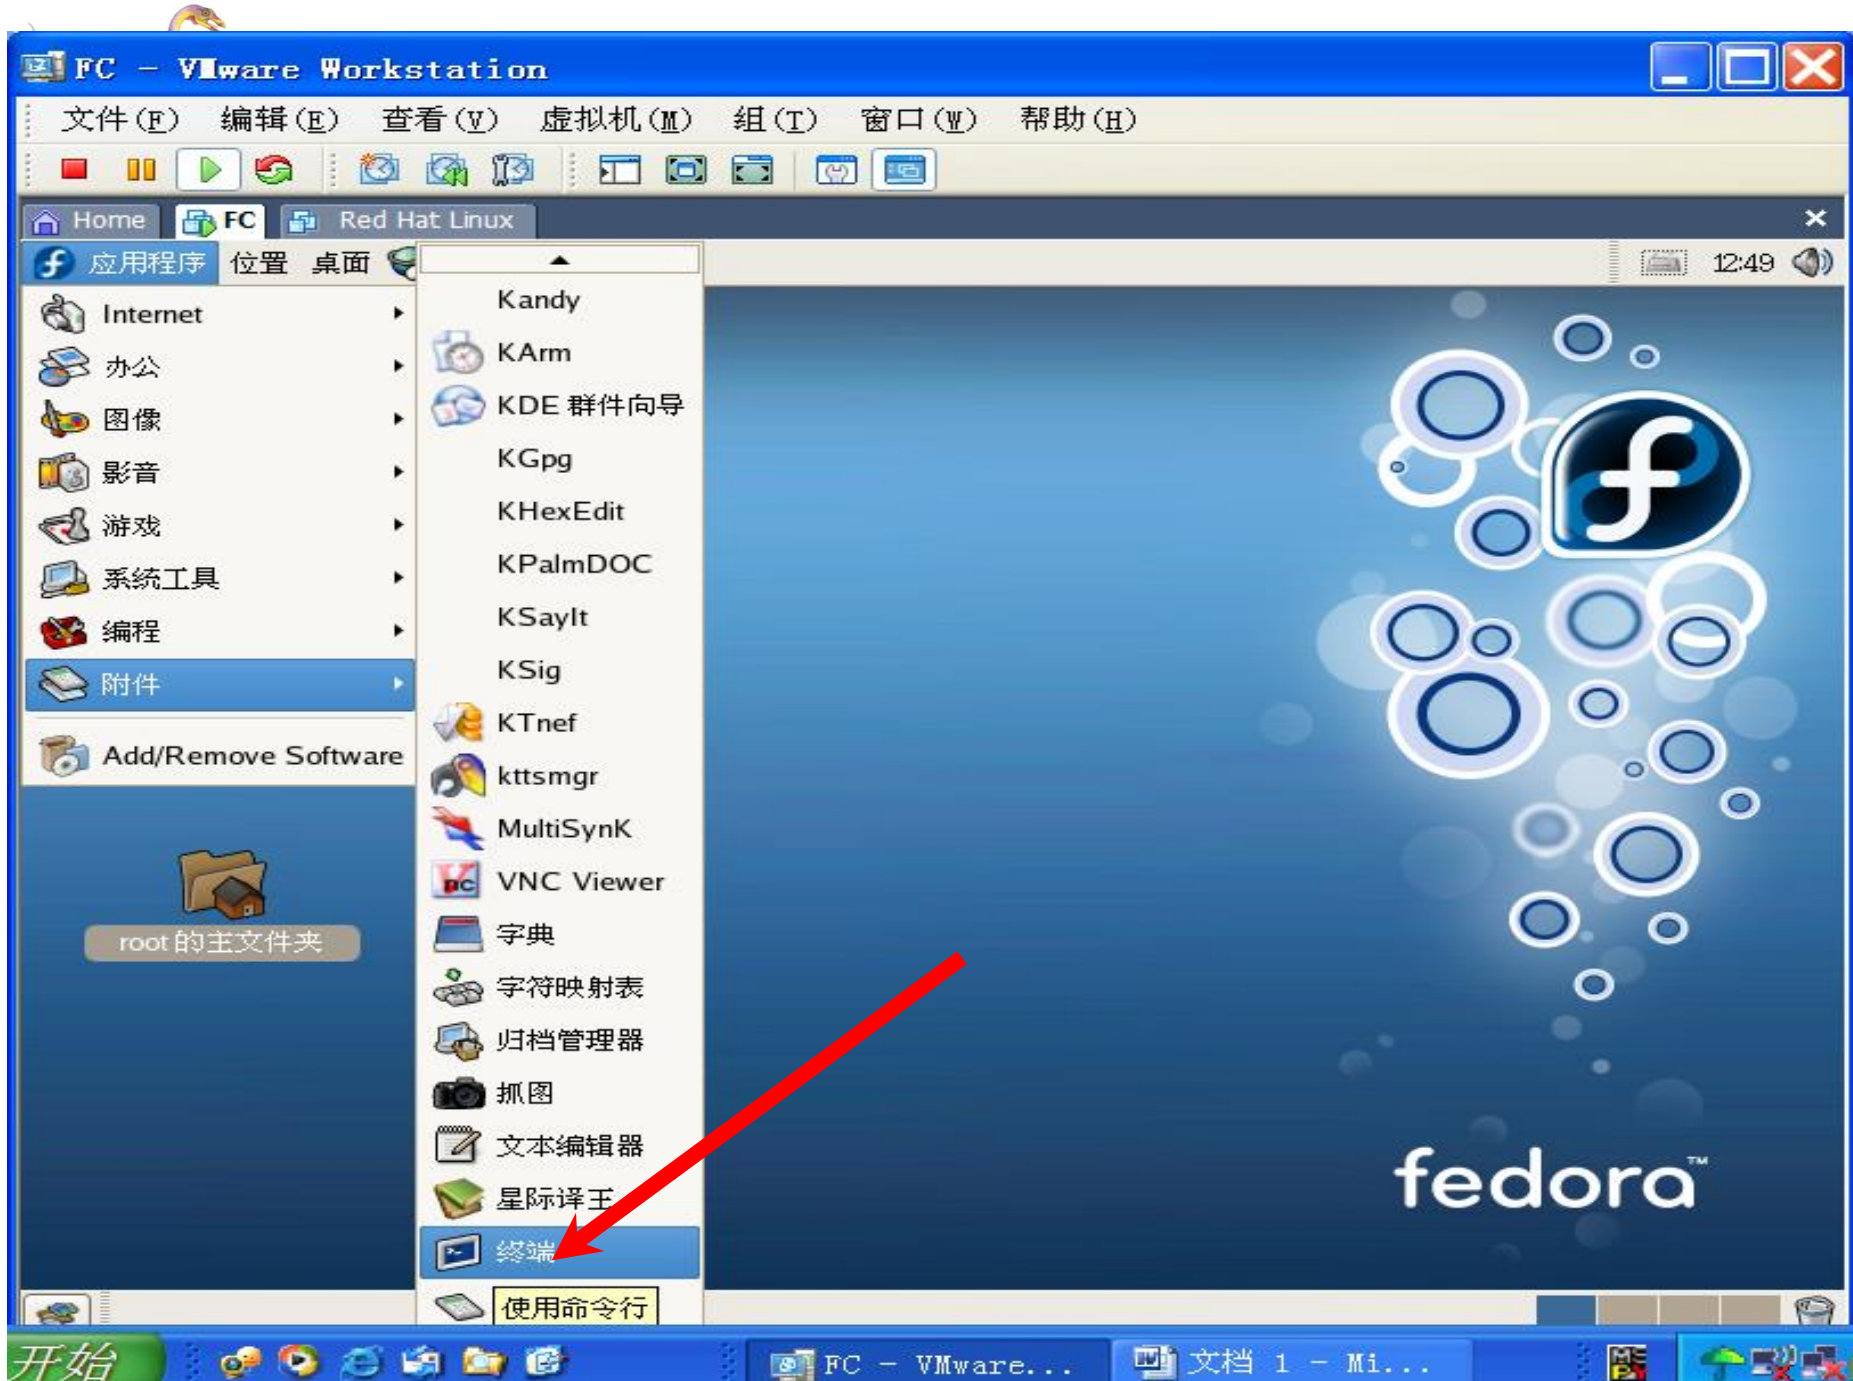 FC - VMware Workstation
文件(F) 编辑(E) 查看(V) 虚拟机(M) 组(T) 窗口(W) 帮助(H)
Home FC Red Hat Linux
应用程序 位置 桌面 12:49
Internet
办公
图像
影音
游戏
系统工具
编程
附件
Add/Remove Software
Kandy
KArm
KDE 群件向导
KGpg
KHexEdit
KPalmDOC
KSayIt
KSig
KTnef
kttsmgr
MultiSynK
VNC Viewer
字典
字符映射表
归档管理器
抓图
文本编辑器
星际译王
终端
使用命令行
root 的主文件夹
fedora™
开始 FC - VMware... 文档 1 - Mi...